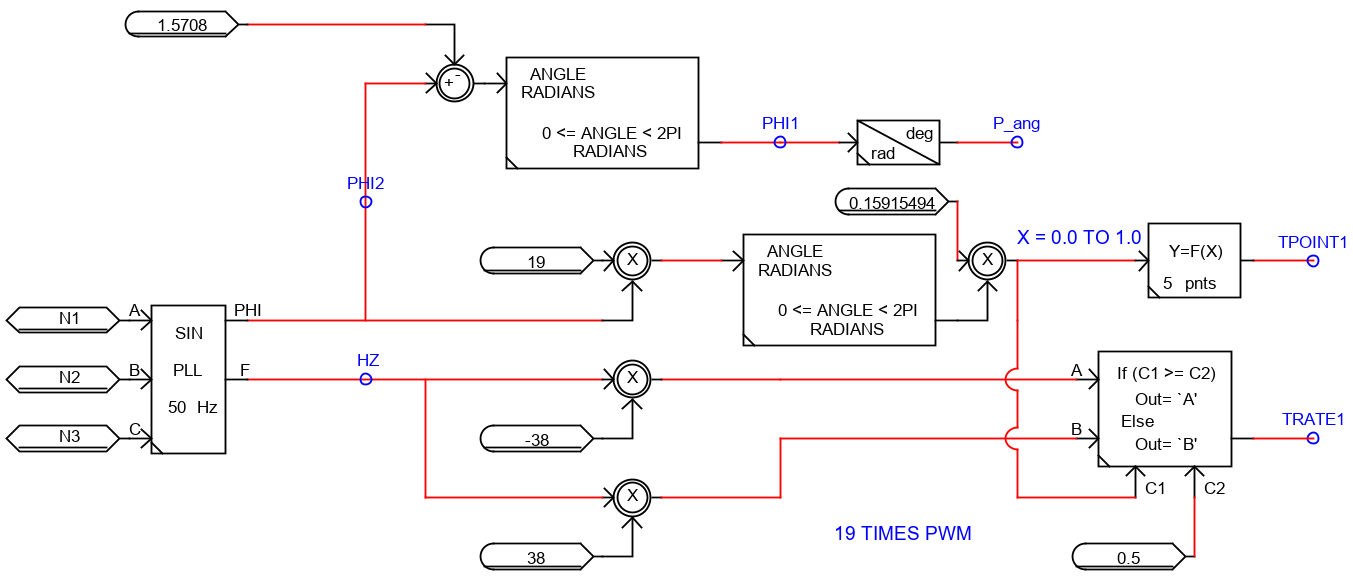 1.5708
-
+
ANGLE
RADIANS
0 <= ANGLE < 2PI
RADIANS
PHI1
deg
rad
P_ang
PHI2
0.15915494
19
X
ANGLE
RADIANS
0 <= ANGLE < 2PI
RADIANS
X
X = 0.0 TO 1.0
Y=F(X)
5 pnts
TPOINT1
N1
A
SIN
PLL
50 Hz
PHI
N2
B
F
HZ
N3
C
X
-38
A
B
If (C1 >= C2)
Out= `A'
Else
Out= `B'
TRATE1
C1
C2
X
38
19 TIMES PWM
0.5